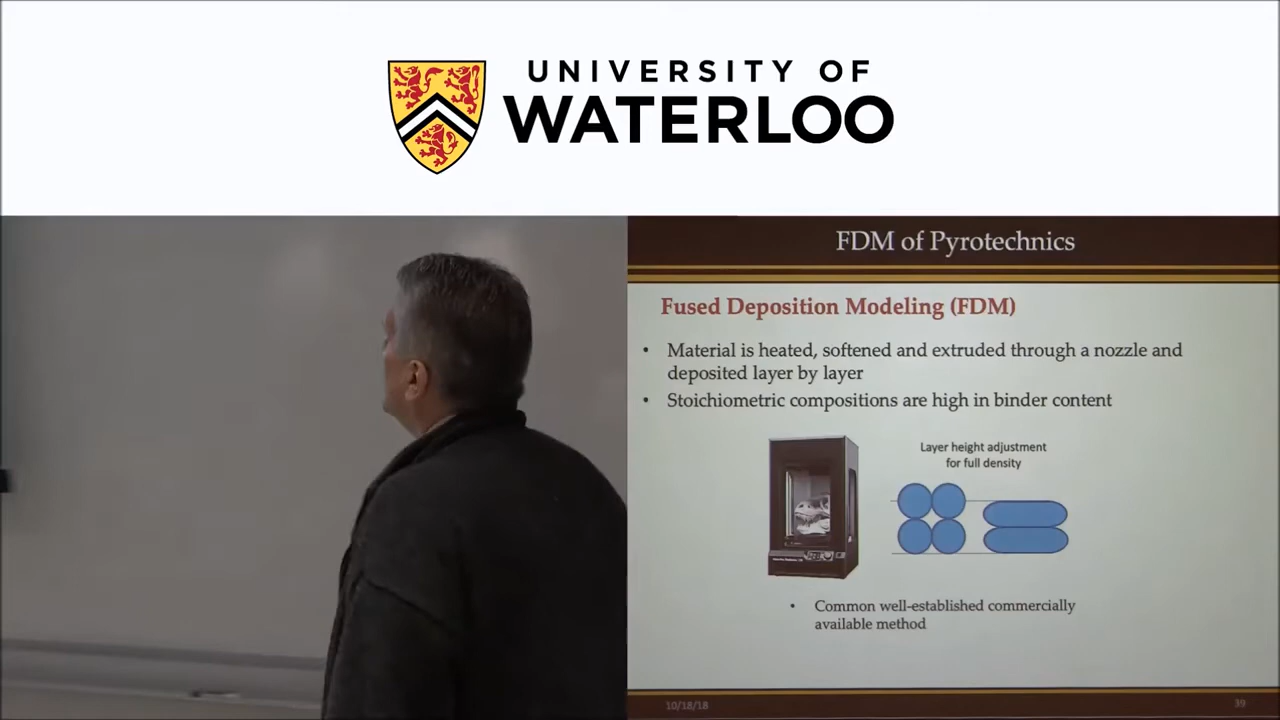 UNIVERSITY OF
WATERLOO
FDM of Pyrotechnics
Fused Deposition Modeling (FDM)
• Material is heated, softened and extruded through a nozzle and
deposited layer by layer
• Stoichiometric compositions are high in binder content
Layer height adjustment
for full density
• Common well-established commercially
available method
10/18/18
39